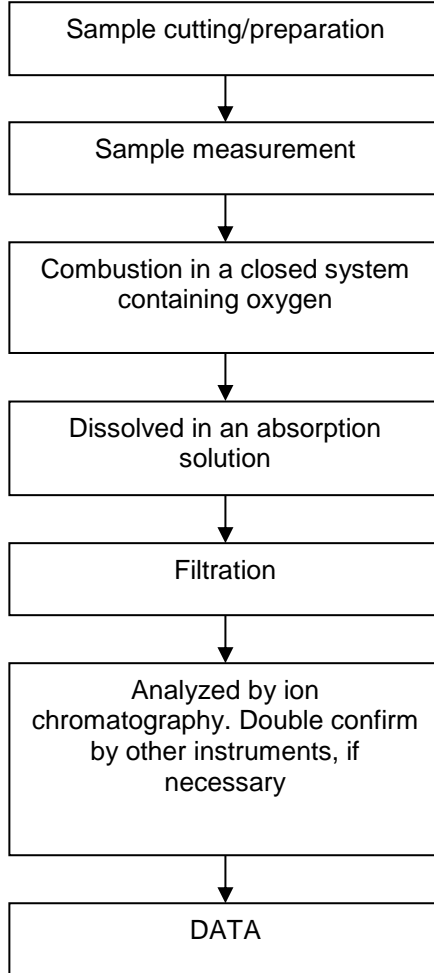 Sample cutting/preparation
Sample measurement
Combustion in a closed system
containing oxygen
Dissolved in an absorption
solution
Filtration
Analyzed by ion
chromatography. Double confirm
by other instruments, if
necessary
DATA